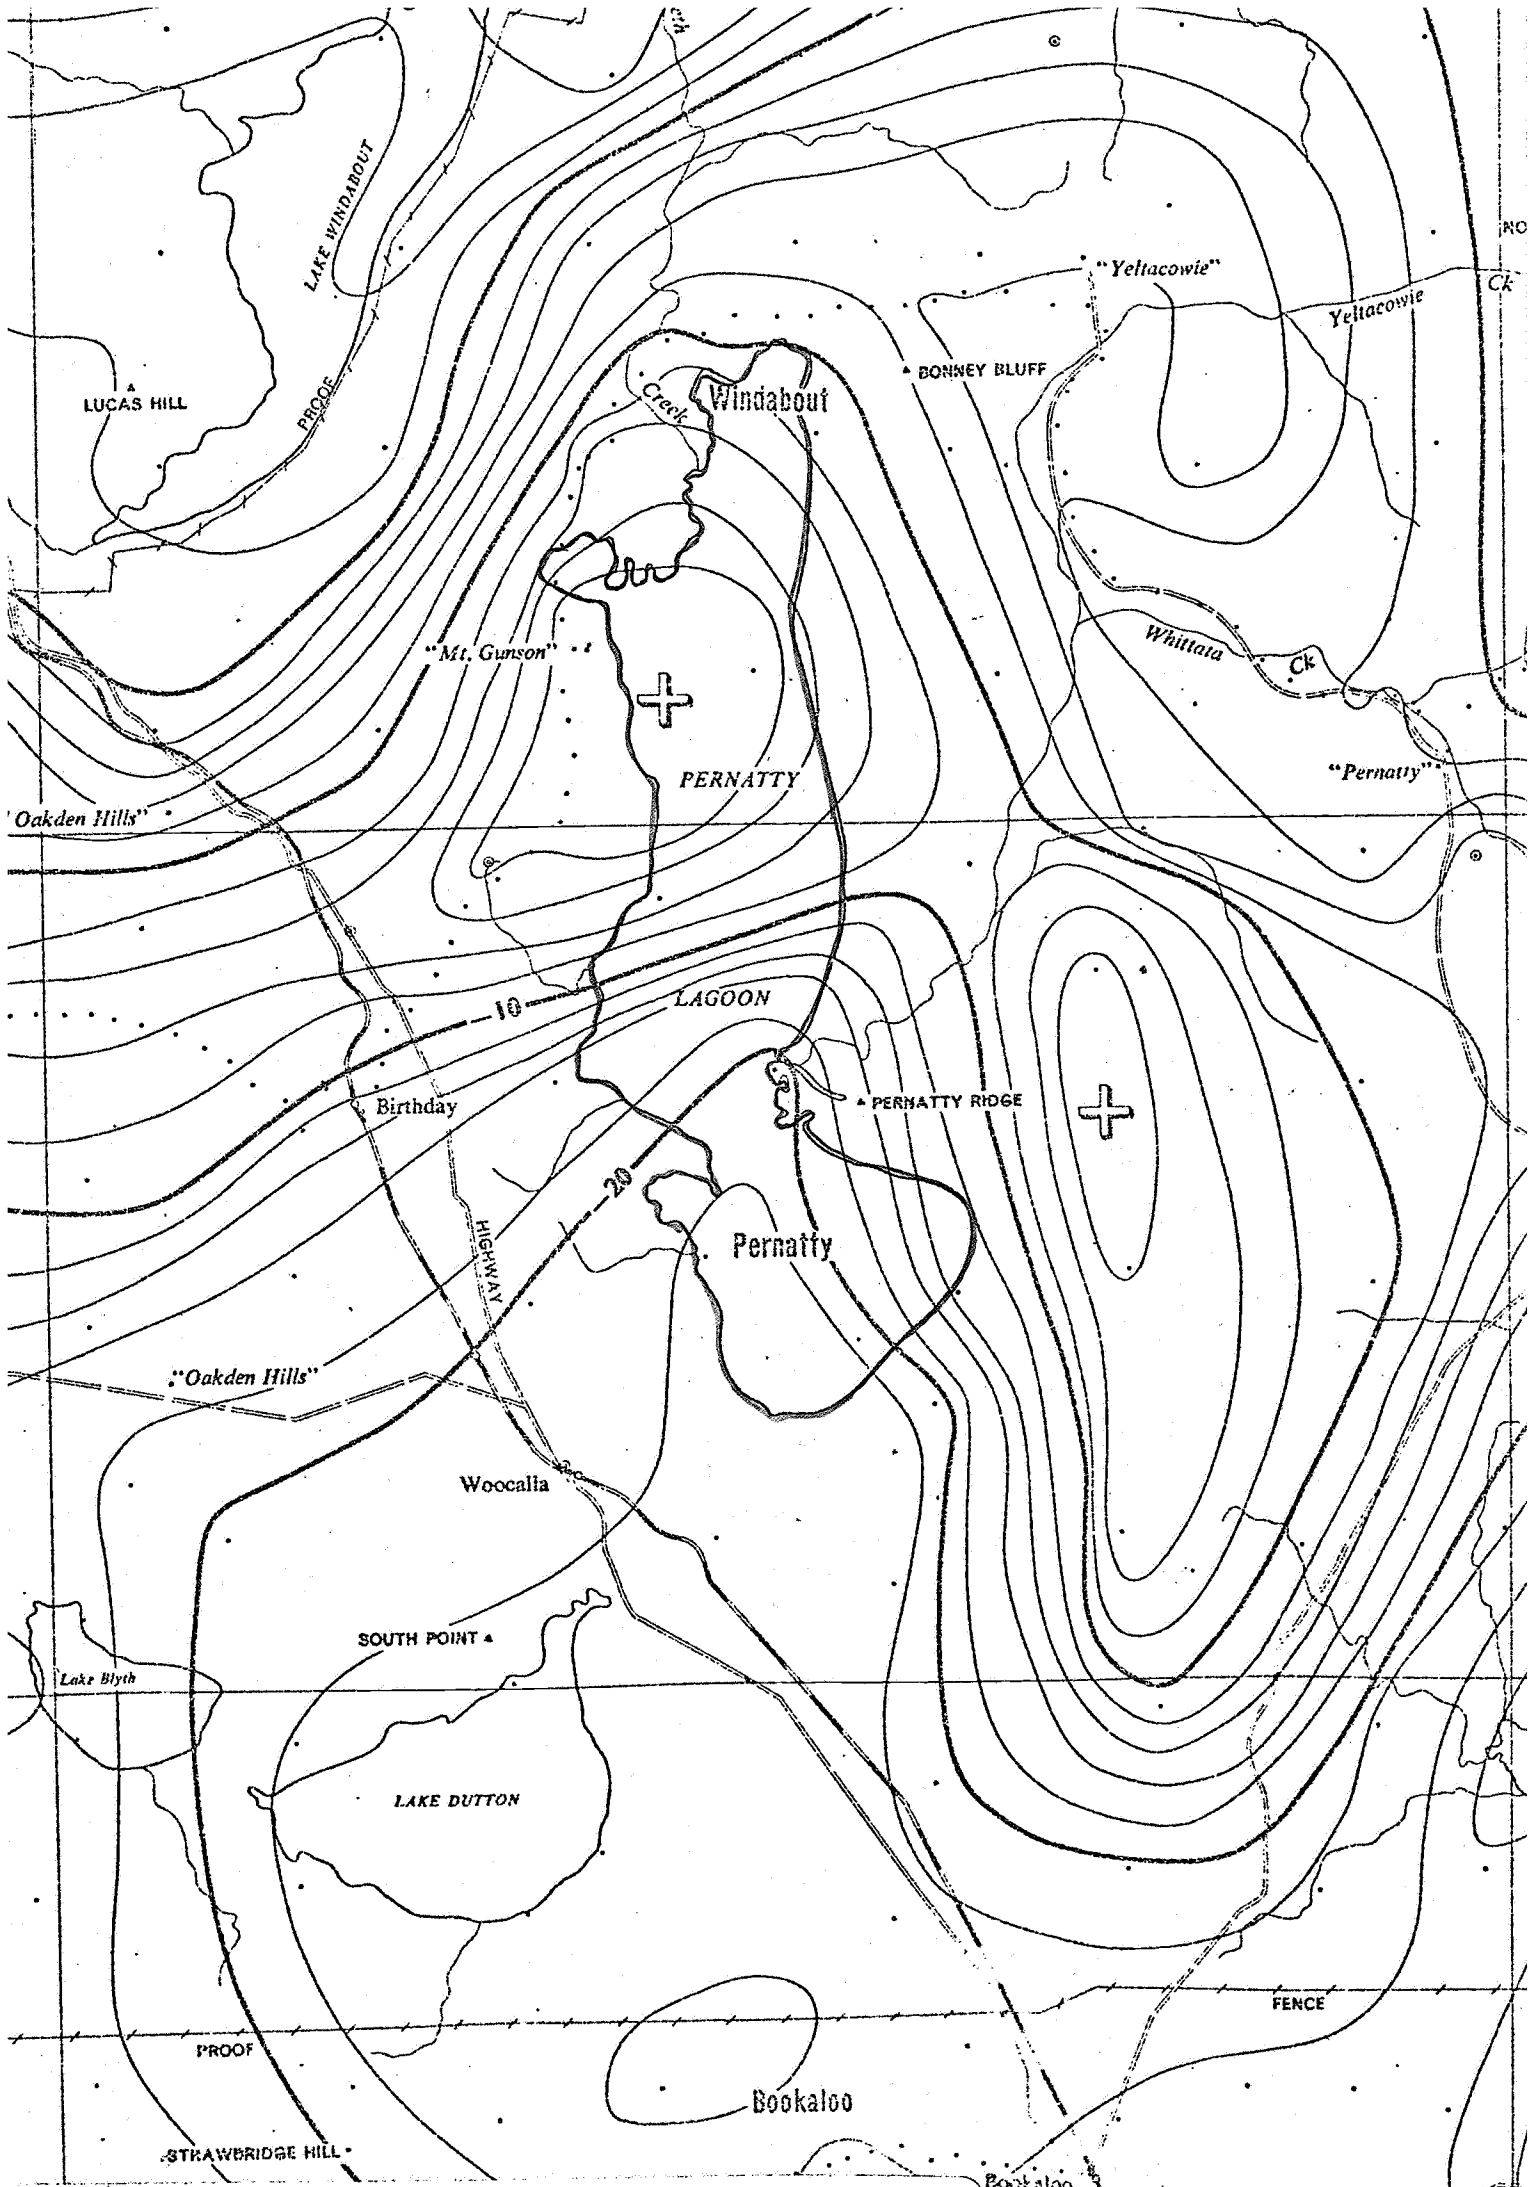 LAKE WINDABOUT
NO
"Yeltacowie"
Ck
Yeltacowie
LUCAS HILL
PROOF
Creek
Windabout
BONNEY BLUFF
"Mt. Gunson"
Whittata
Ck
PERNATTY
"Pernatty"
Oakden Hills"
10
LAGOON
Birthday
PERNATTY RIDGE
20
HIGHWAY
Pernatty
"Oakden Hills"
Woocalla
SOUTH POINT
Lake Blyth
LAKE DUTTON
FENCE
PROOF
Bookaloo
STRAWBRIDGE HILL
Bookaloo